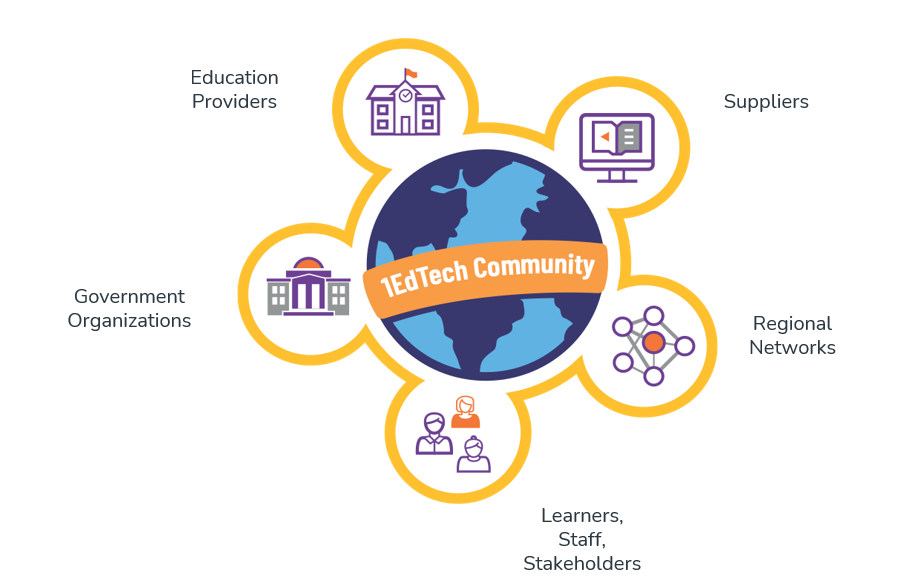 Education
Providers
Suppliers
1EdTech Community
Government
Organizations
Regional
Networks
Learners,
Staff,
Stakeholders